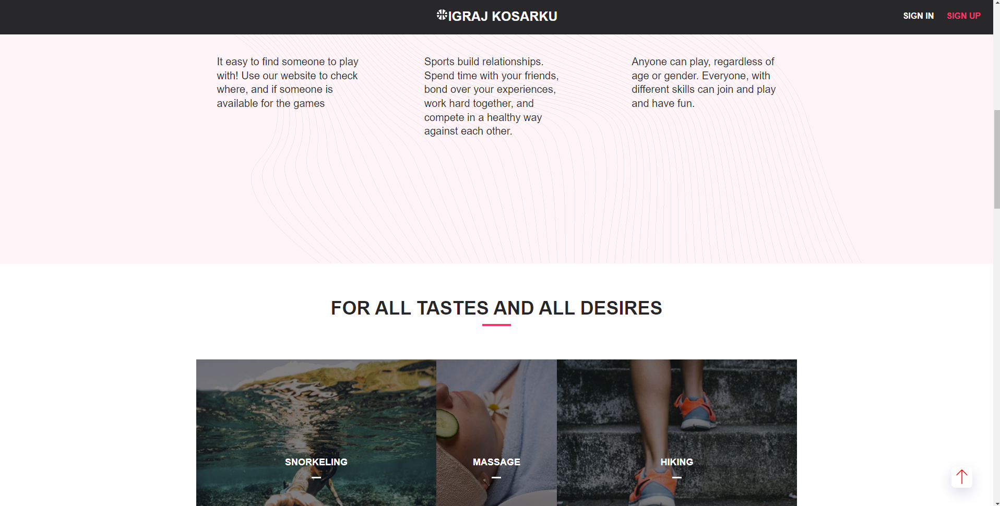 IGRAJ KOSARKU
SIGN IN
SIGN UP
It easy to find someone to play
with! Use our website to check
where, and if someone is
available for the games
Sports build relationships.
Spend time with your friends,
bond over your experiences,
work hard together, and
compete in a healthy way
against each other.
Anyone can play, regardless of
age or gender. Everyone, with
different skills can join and play
and have fun.
FOR ALL TASTES AND ALL DESIRES
SNORKELING
MASSAGE
HIKING